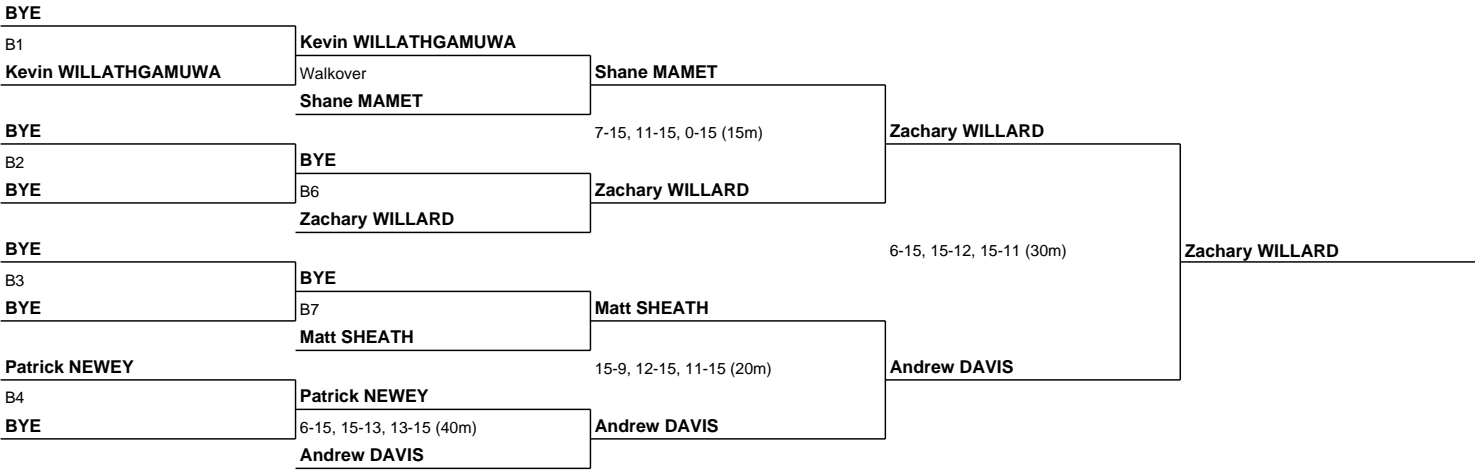 BYE
B1
Kevin WILLATHGAMUWA
Kevin WILLATHGAMUWA
Walkover
Shane MAMET
Shane MAMET
7-15, 11-15, 0-15 (15m)
BYE
B2
BYE
BYE
B6
Zachary WILLARD
Zachary WILLARD
Zachary WILLARD
6-15, 15-12, 15-11 (30m)
Zachary WILLARD
BYE
B3
BYE
BYE
B7
Matt SHEATH
Matt SHEATH
15-9, 12-15, 11-15 (20m)
Andrew DAVIS
Patrick NEWEY
B4
BYE
Patrick NEWEY
6-15, 15-13, 13-15 (40m)
Andrew DAVIS
Andrew DAVIS